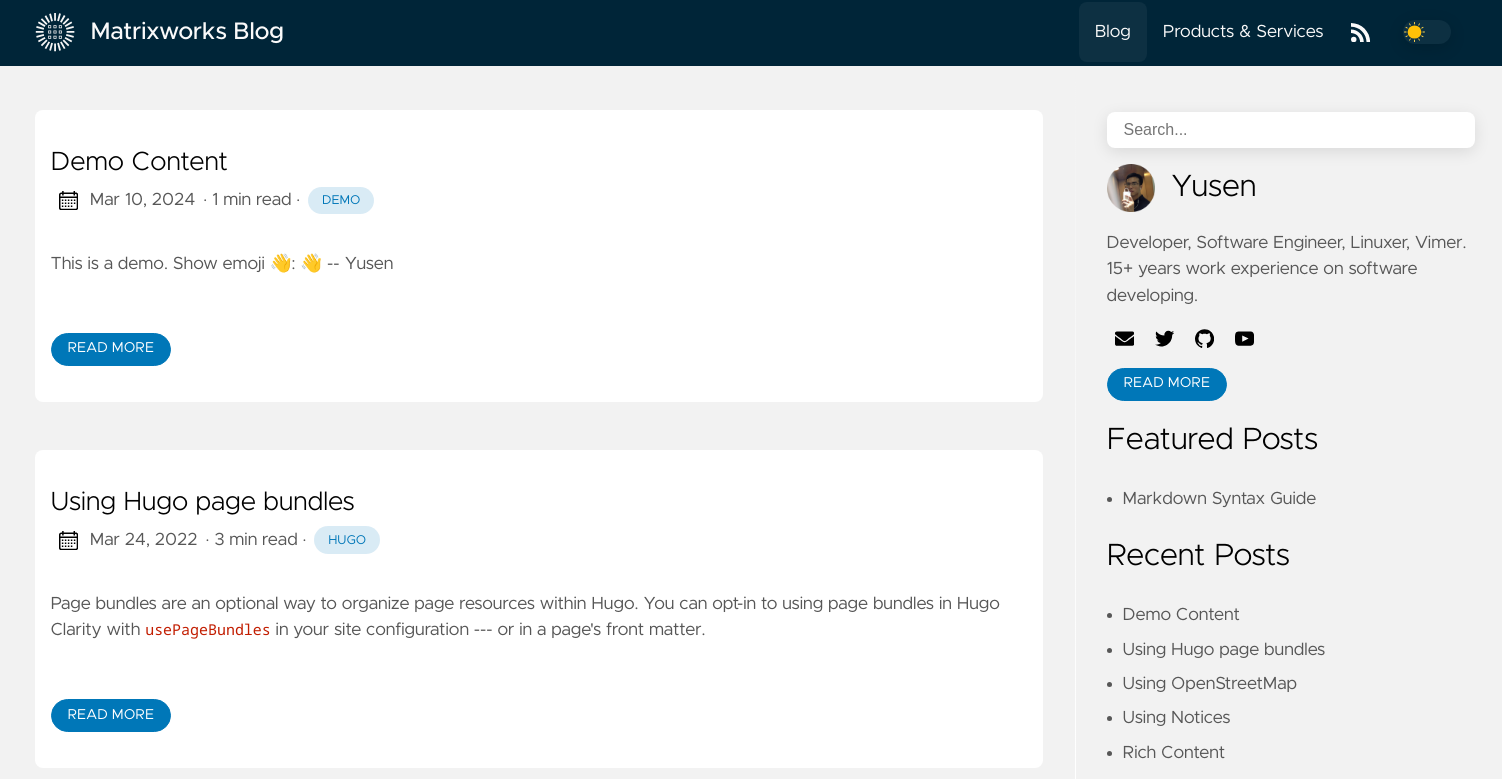 Matrixworks Blog
Blog
Products & Services
Demo Content
Mar 10, 2024 · 1 min read · DEMO
This is a demo. Show emoji 👋: 👋 -- Yusen
READ MORE
Using Hugo page bundles
Mar 24, 2022 · 3 min read · HUGO
Page bundles are an optional way to organize page resources within Hugo. You can opt-in to using page bundles in Hugo
Clarity with usePageBundles in your site configuration --- or in a page's front matter.
READ MORE
Search...
Yusen
Developer, Software Engineer, Linuxer, Vimer.
15+ years work experience on software
developing.
READ MORE
Featured Posts
Markdown Syntax Guide
Recent Posts
Demo Content
Using Hugo page bundles
Using OpenStreetMap
Using Notices
Rich Content